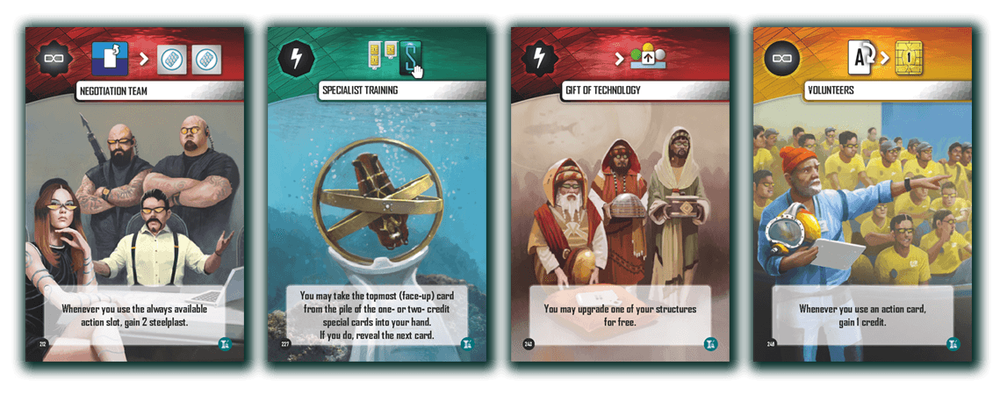 NEGOTIATION TEAM
Whenever you use the always available
action slot, gain 2 steelplast.
212
SPECIALIST TRAINING
You may take the topmost (face-up) card
from the pile of the one- or two- credit
special cards into your hand.
If you do, reveal the next card.
227
GIFT OF TECHNOLOGY
You may upgrade one of your structures
for free.
A
1
VOLUNTEERS
Whenever you use an action card,
gain 1 credit.